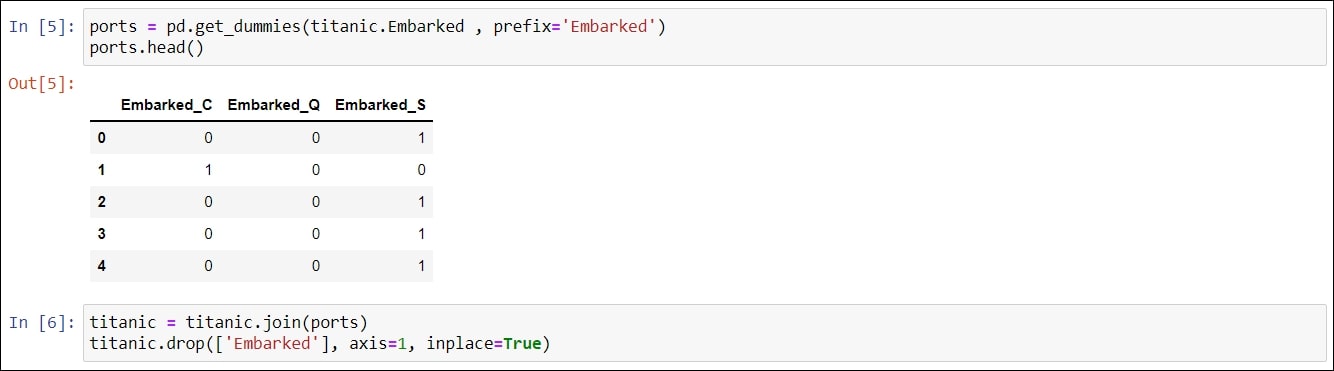 In [5]: ports = pd.get_dummies(titanic.Embarked , prefix='Embarked')
ports.head()
Out[5]:
Embarked_C Embarked_Q Embarked_S
0 0 0 1
1 1 0 0
2 0 0 1
3 0 0 1
4 0 0 1
In [6]: titanic = titanic.join(ports)
titanic.drop(['Embarked'], axis=1, inplace=True)